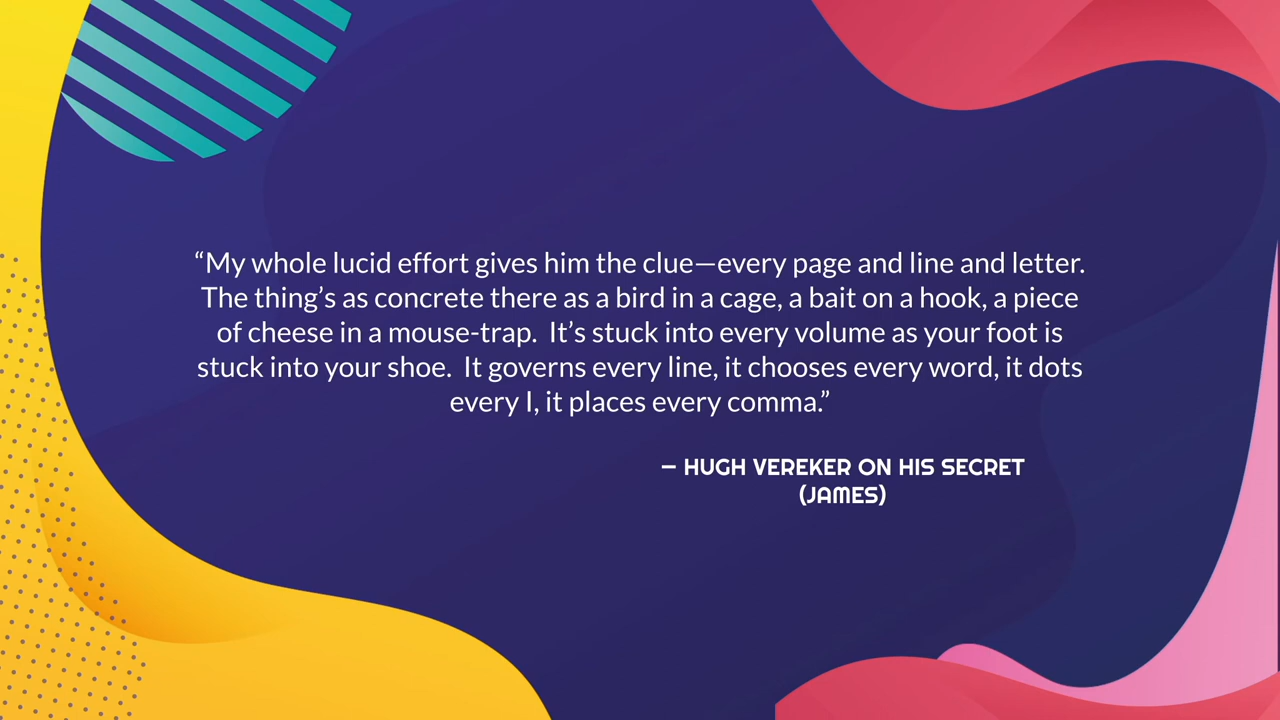 “My whole lucid effort gives him the clue—every page and line and letter.
The thing’s as concrete there as a bird in a cage, a bait on a hook, a piece
of cheese in a mouse-trap.  It’s stuck into every volume as your foot is
stuck into your shoe.  It governs every line, it chooses every word, it dots
every I, it places every comma.”
– HUGH VEREKER ON HIS SECRET
(JAMES)